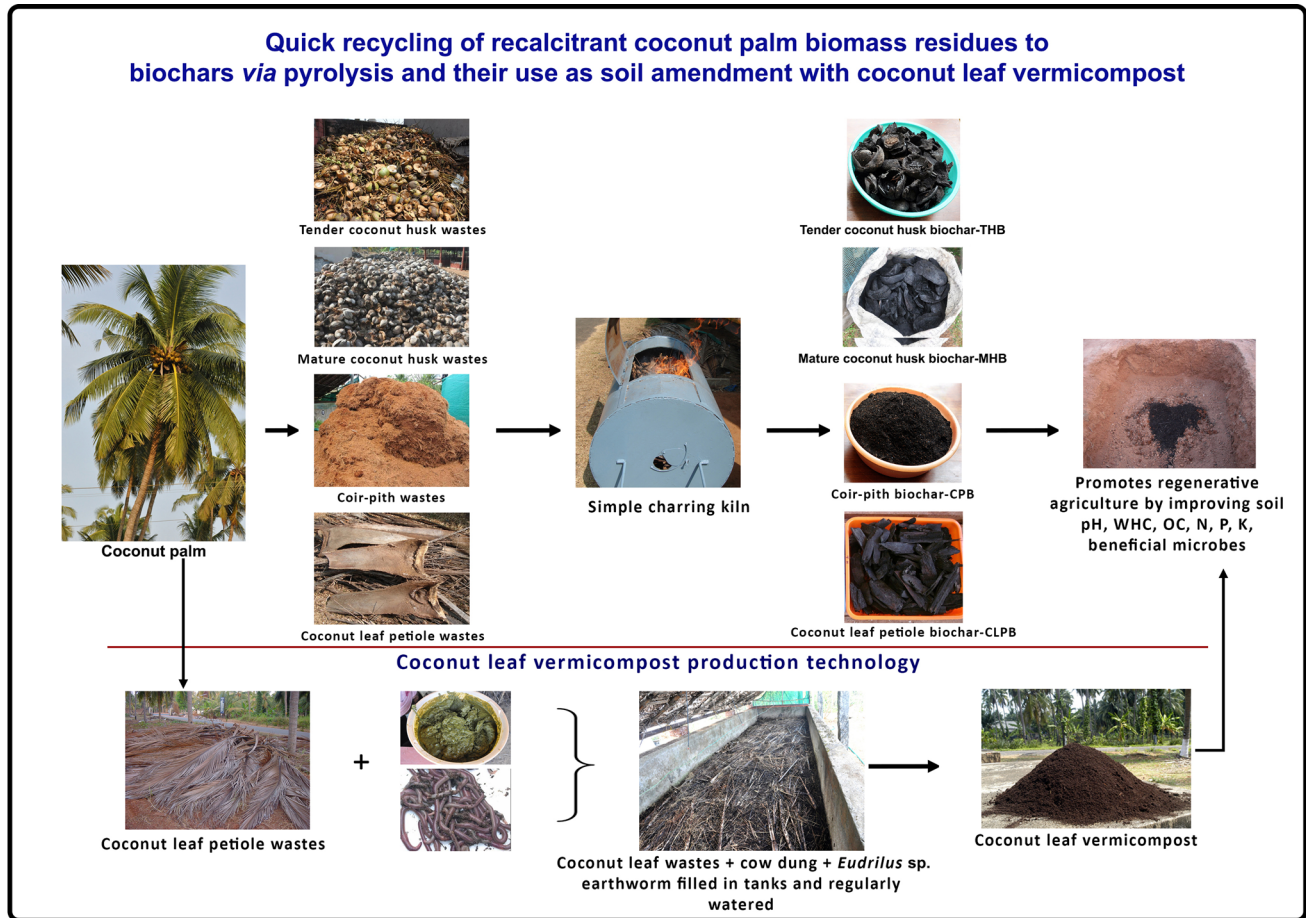 Quick recycling of recalcitrant coconut palm biomass residues to
biochars via pyrolysis and their use as soil amendment with coconut leaf vermicompost
Tender coconut husk wastes
Mature coconut husk wastes
Coir-pith wastes
Coconut leaf petiole wastes
Coconut palm
Simple charring kiln
Tender coconut husk biochar-THB
Mature coconut husk biochar-MHB
Coir-pith biochar-CPB
Coconut leaf petiole biochar-CLPB
Promotes regenerative
agriculture by improving soil
pH, WHC, OC, N, P, K,
beneficial microbes
Coconut leaf vermicompost production technology
Coconut leaf petiole wastes
+
Coconut leaf wastes + cow dung + Eudrilus sp.
earthworm filled in tanks and regularly
watered
Coconut leaf vermicompost